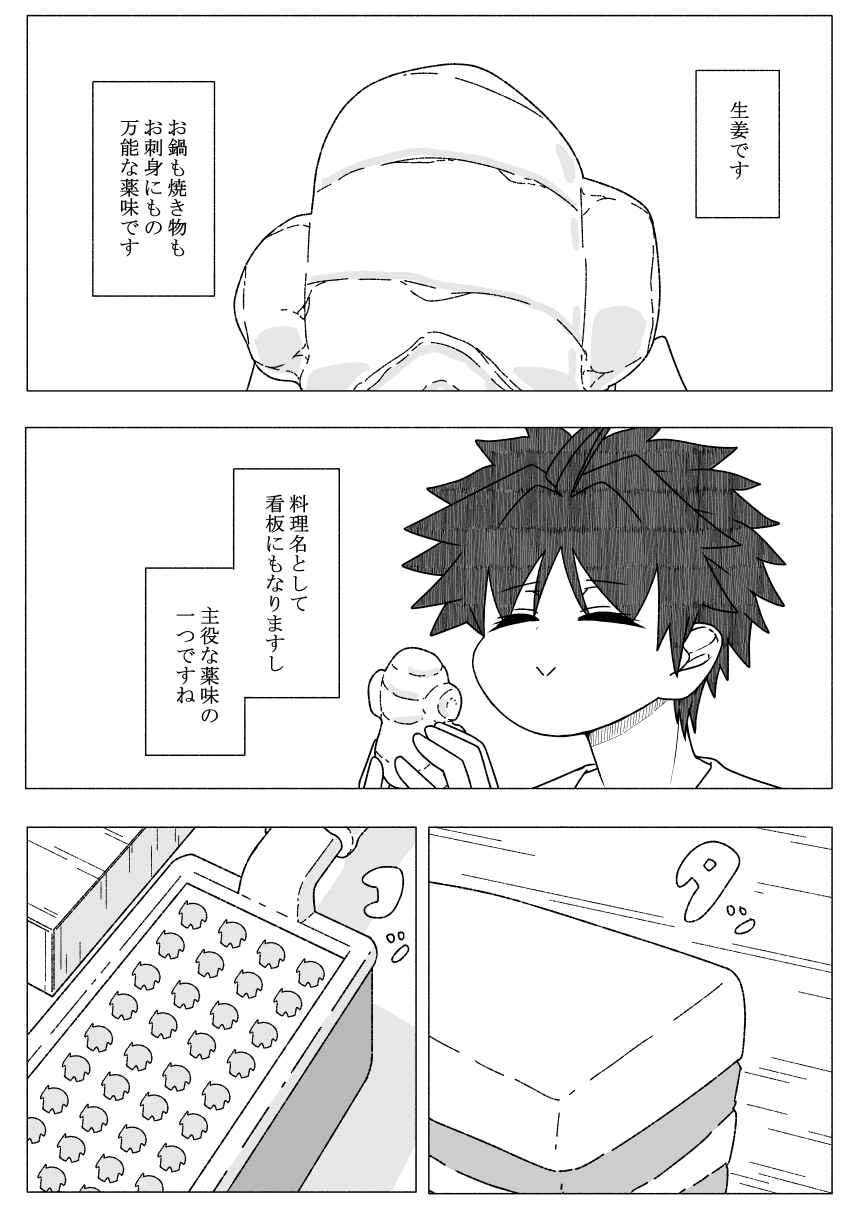 生姜です
お鍋も焼き物も
お刺身にもの
万能な薬味です
料理名として
看板にもなりますし
主役な薬味の
一つですね
タ゛
コ゛